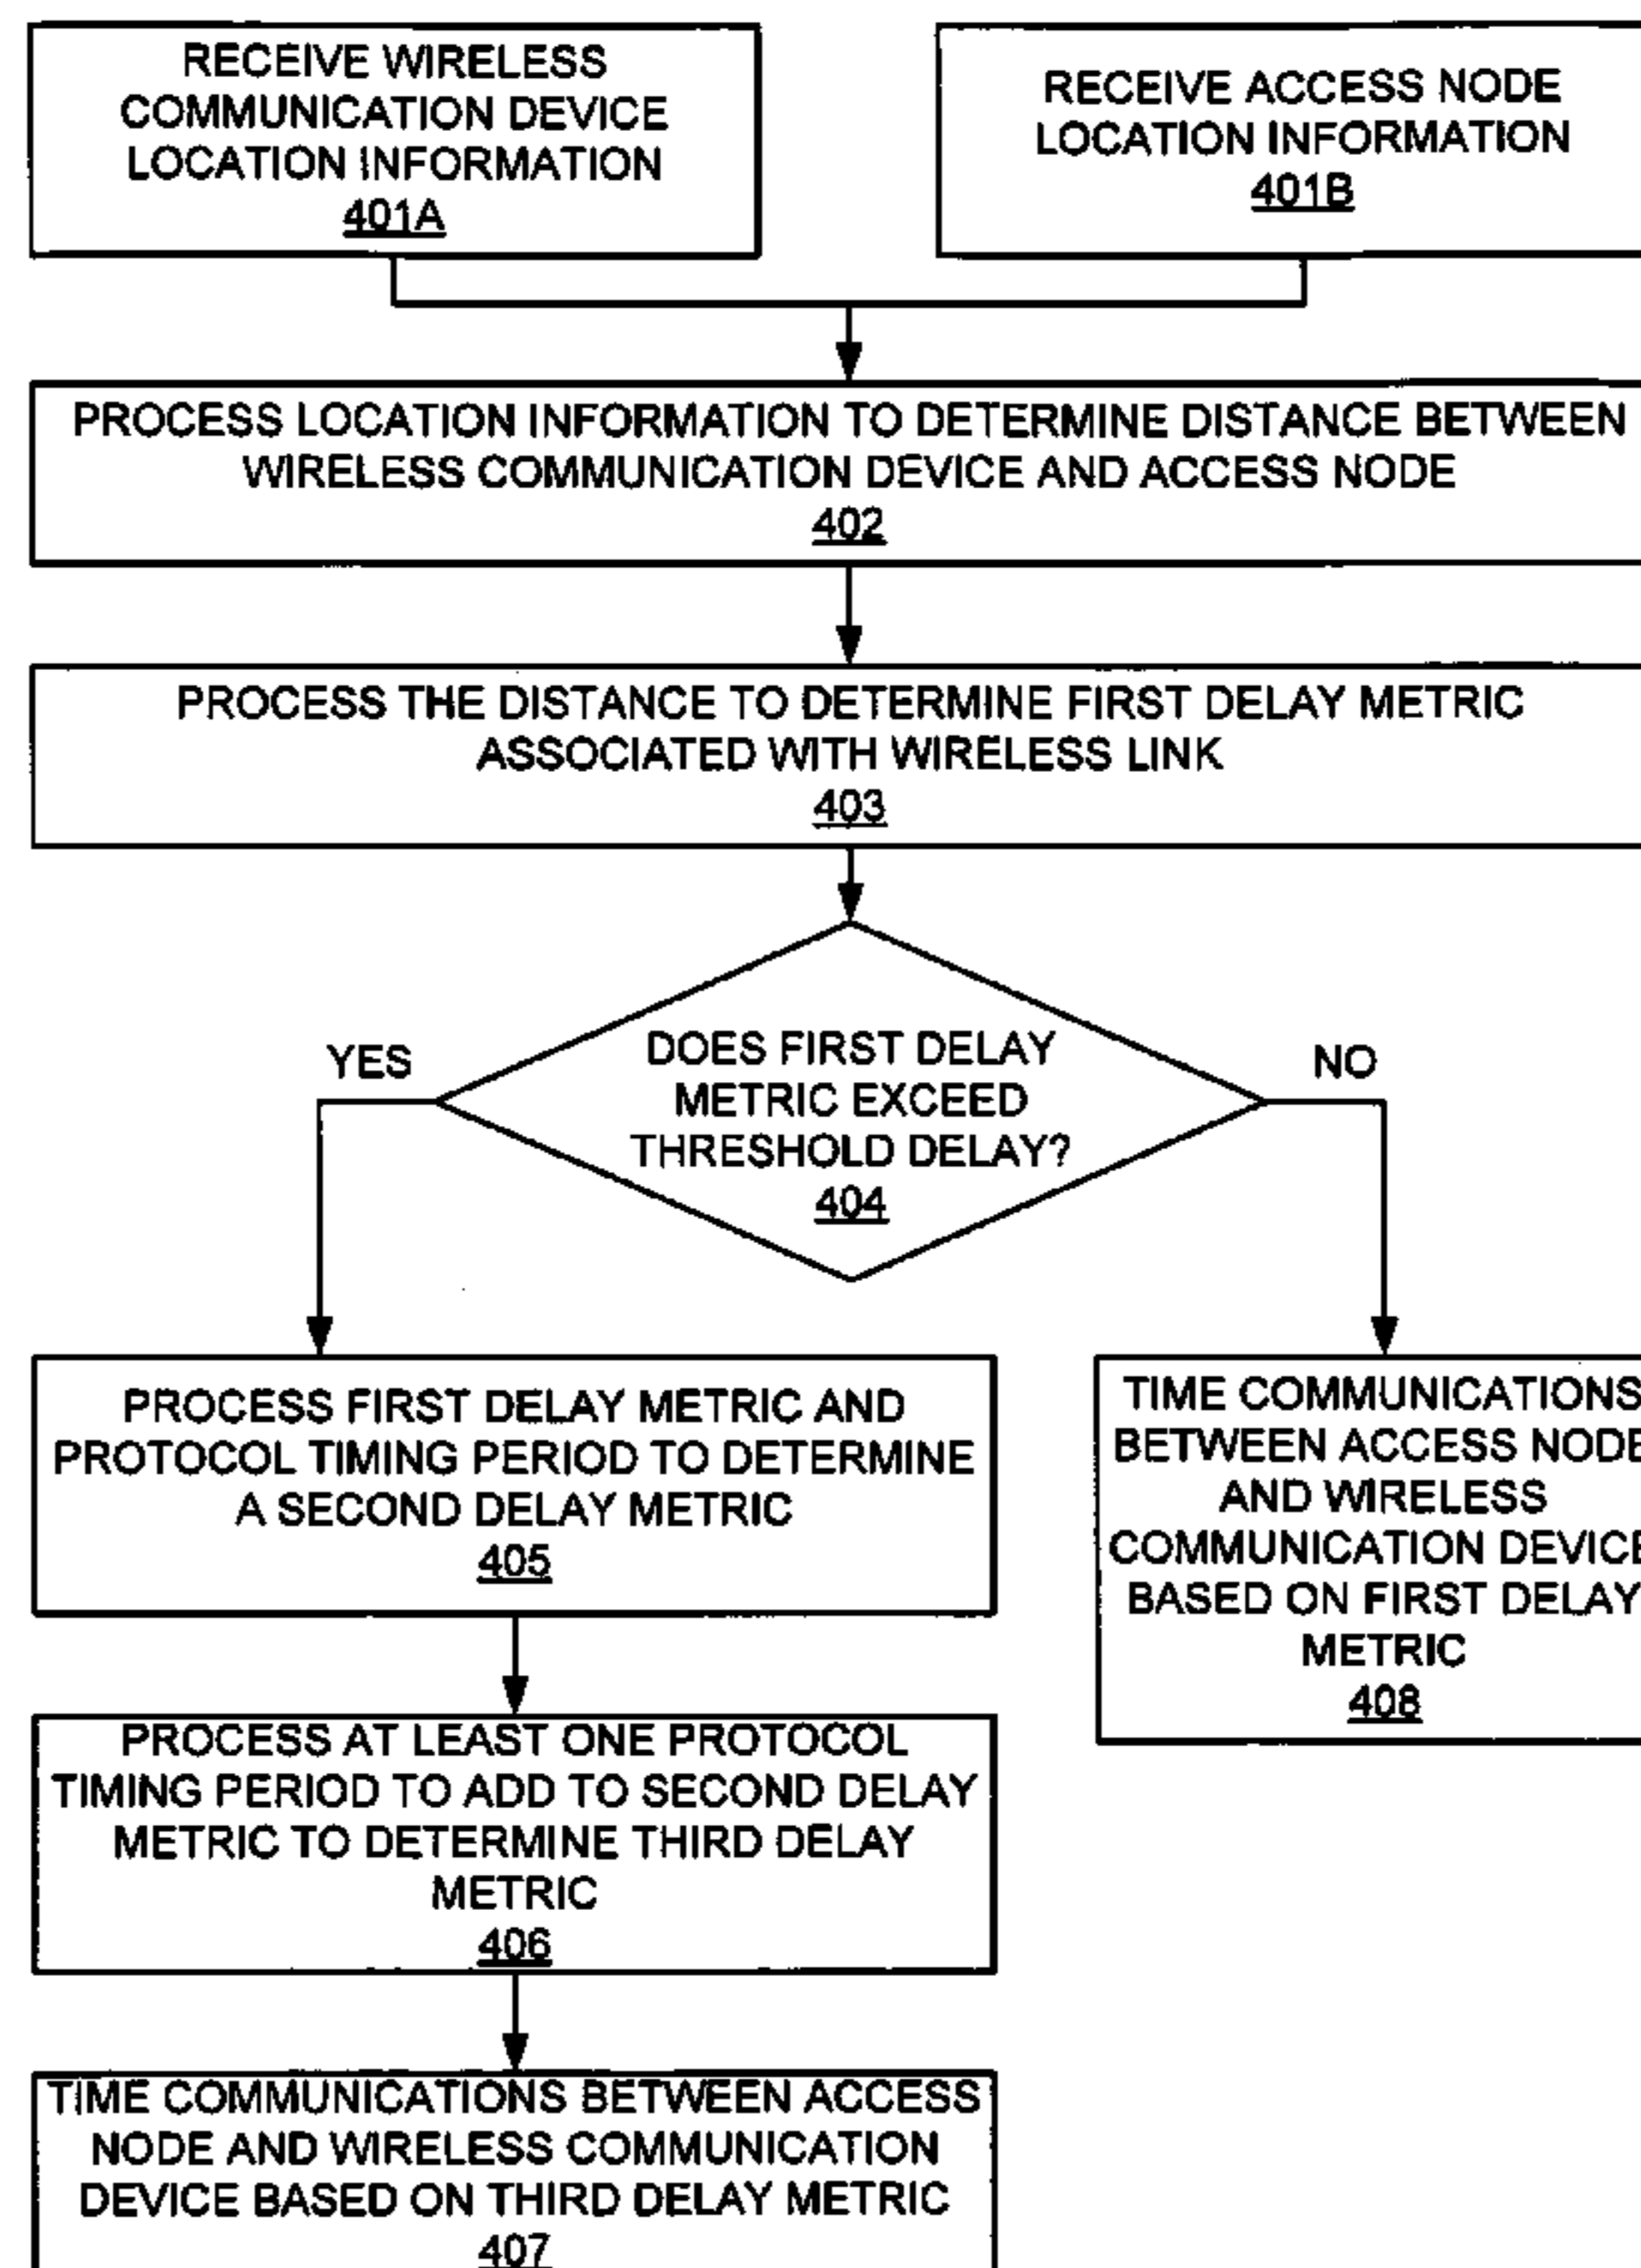 RECEIVE WIRELESS
COMMUNICATION DEVICE
LOCATION INFORMATION
401A
RECEIVE ACCESS NODE
LOCATION INFORMATION
401B
PROCESS LOCATION INFORMATION TO DETERMINE DISTANCE BETWEEN
WIRELESS COMMUNICATION DEVICE AND ACCESS NODE
402
PROCESS THE DISTANCE TO DETERMINE FIRST DELAY METRIC
ASSOCIATED WITH WIRELESS LINK
403
DOES FIRST DELAY
METRIC EXCEED
THRESHOLD DELAY?
404
YES
NO
PROCESS FIRST DELAY METRIC AND
PROTOCOL TIMING PERIOD TO DETERMINE
A SECOND DELAY METRIC
405
TIME COMMUNICATIONS
BETWEEN ACCESS NODE
AND WIRELESS
COMMUNICATION DEVICE
BASED ON FIRST DELAY
METRIC
408
PROCESS AT LEAST ONE PROTOCOL
TIMING PERIOD TO ADD TO SECOND DELAY
METRIC TO DETERMINE THIRD DELAY
METRIC
406
TIME COMMUNICATIONS BETWEEN ACCESS
NODE AND WIRELESS COMMUNICATION
DEVICE BASED ON THIRD DELAY METRIC
407